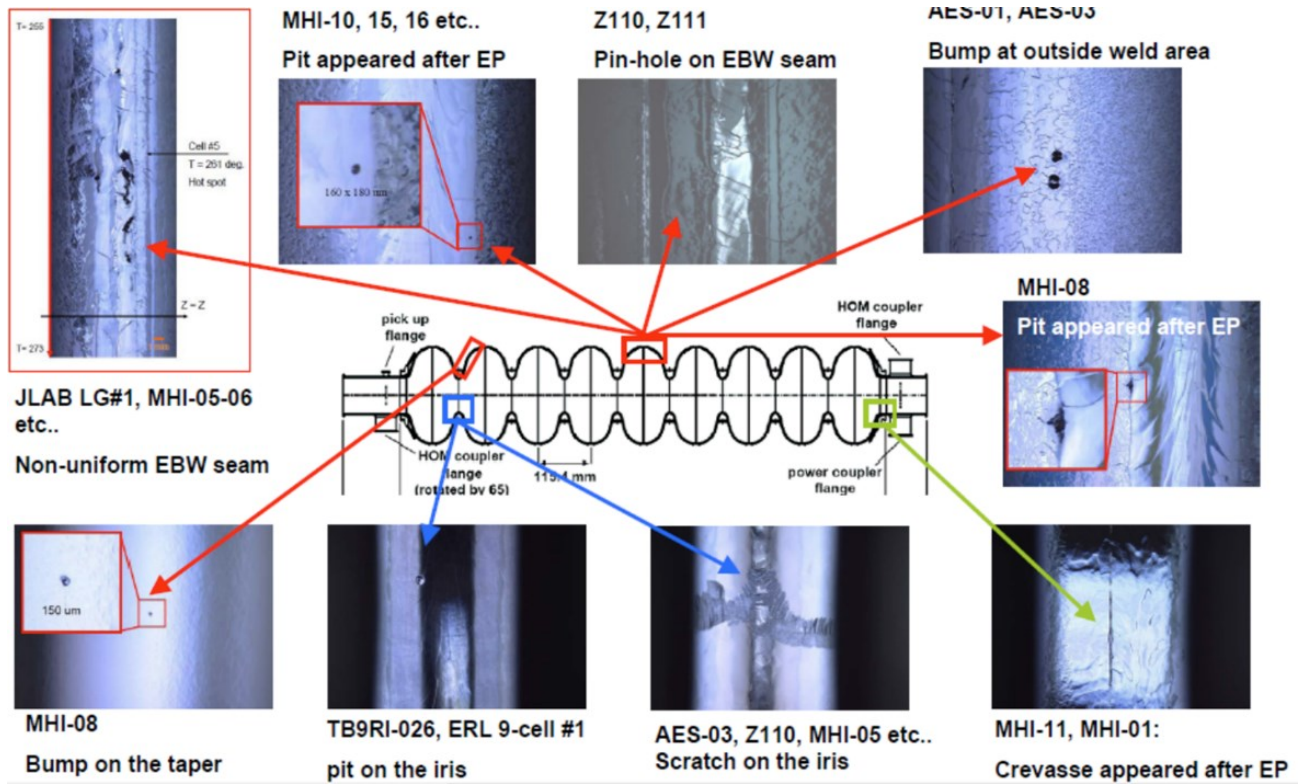 T= 266
Cell #5
T = 261 deg.
Hot spot
Z – Z
T= 273
JLAB LG#1, MHI-05-06
etc..
Non-uniform EBW seam
MHI-10, 15, 16 etc..
Pit appeared after EP
160 x 180 um
Z110, Z111
Pin-hole on EBW seam
AES-01, AES-03
Bump at outside weld area
MHI-08
Pit appeared after EP
pick up
flange
HOM coupler
flange
HOM coupler
flange
(rotated by 65)
115.4 mm
power coupler
flange
150 um
MHI-08
Bump on the taper
TB9RI-026, ERL 9-cell #1
pit on the iris
AES-03, Z110, MHI-05 etc..
Scratch on the iris
MHI-11, MHI-01:
Crevasse appeared after EP